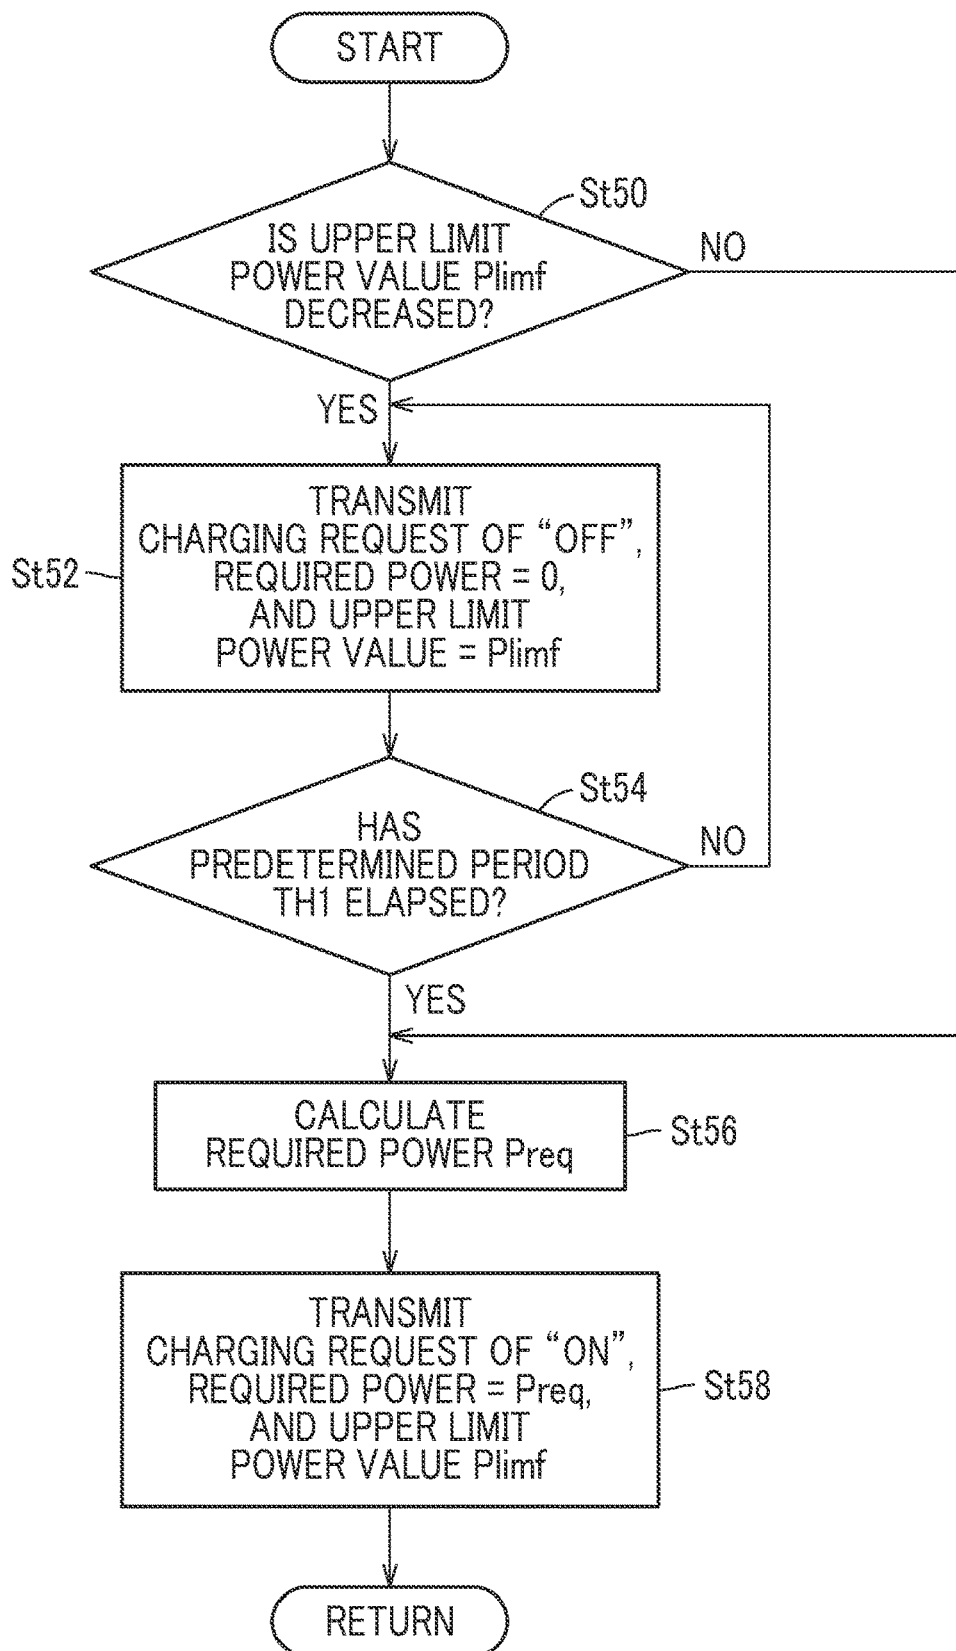 START
St50
IS UPPER LIMIT
POWER VALUE Plimf
DECREASED?
NO
YES
TRANSMIT
CHARGING REQUEST OF “OFF”,
REQUIRED POWER = 0,
AND UPPER LIMIT
POWER VALUE = Plimf
St52
St54
HAS
PREDETERMINED PERIOD
TH1 ELAPSED?
NO
YES
CALCULATE
REQUIRED POWER Preq
St56
TRANSMIT
CHARGING REQUEST OF “ON”,
REQUIRED POWER = Preq,
AND UPPER LIMIT
POWER VALUE Plimf
St58
RETURN